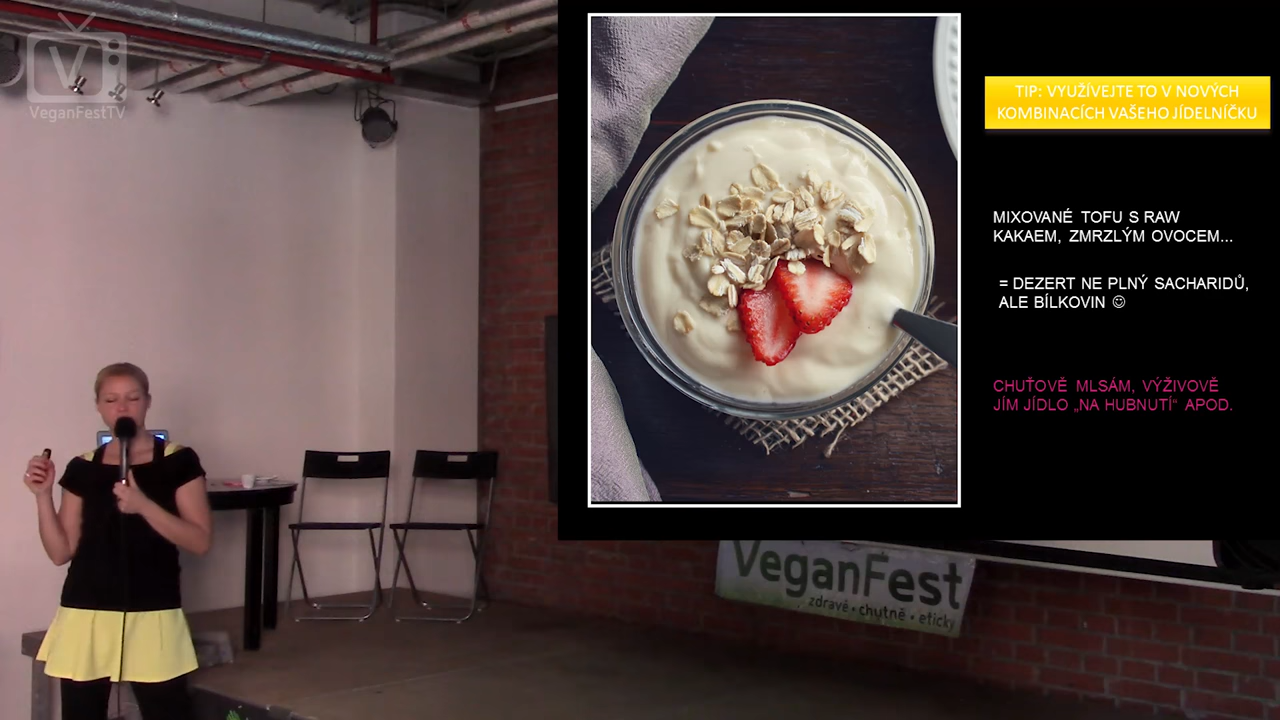 V
VeganFestTV
TIP: VYUŽÍVEJTE TO V NOVÝCH
KOMBINACÍCH VAŠEHO JÍDELNÍČKU
MIXOVANÉ TOFU S RAW
KAKAEM, ZMRZLÝM OVOCEM...
= DEZERT NE PLNÝ SACHARIDŮ,
ALE BÍLKOVIN ☺
CHUŤOVĚ MLSÁM, VÝŽIVOVĚ
JÍM JÍDLO „NA HUBNUTÍ“ APOD.
VeganFest
zdravě • chutně • eticky